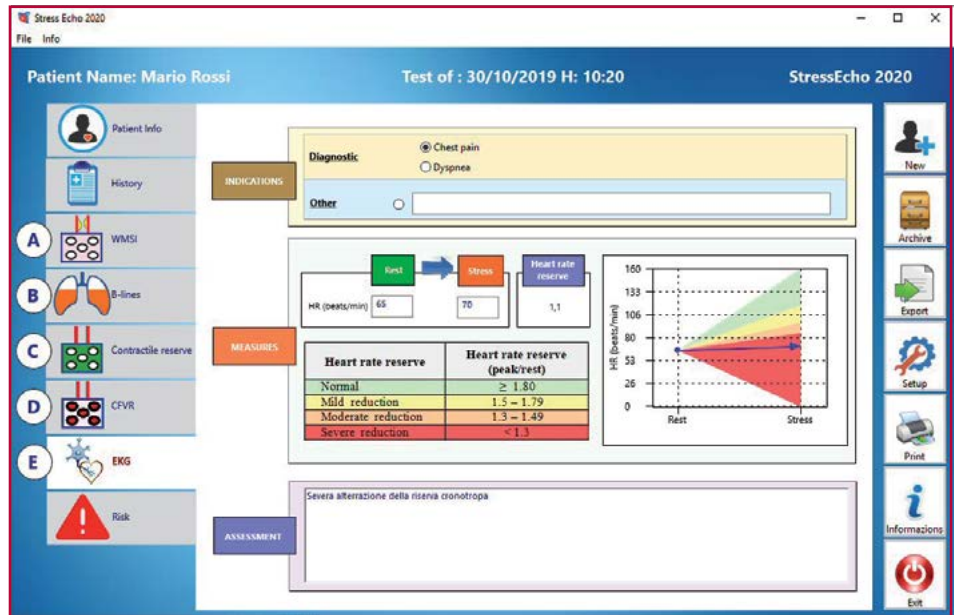 Stress Echo 2020
File Info
Patient Name: Mario Rossi
Test of : 30/10/2019 H: 10:20
StressEcho 2020
Patient Info
History
A
WMSI
B
B-lines
C
Contractile reserve
D
CFVR
E
EKG
Risk
INDICATIONS
Diagnostic
Chest pain
Dyspnea
Other
MEASURES
Rest
Stress
Heart rate
reserve
HR (beats/min) 65 70 1,1
Heart rate reserve Heart rate reserve
(peak/rest)
Normal ≥ 1.80
Mild reduction 1.5 – 1.79
Moderate reduction 1.3 – 1.49
Severe reduction <1.3
HR (beats/min)
160
133
106
80
53
26
0
Rest Stress
ASSESSMENT
Severa alterrazione della riserva cronotropa
New
Archive
Export
Setup
Print
Informazions
Exit